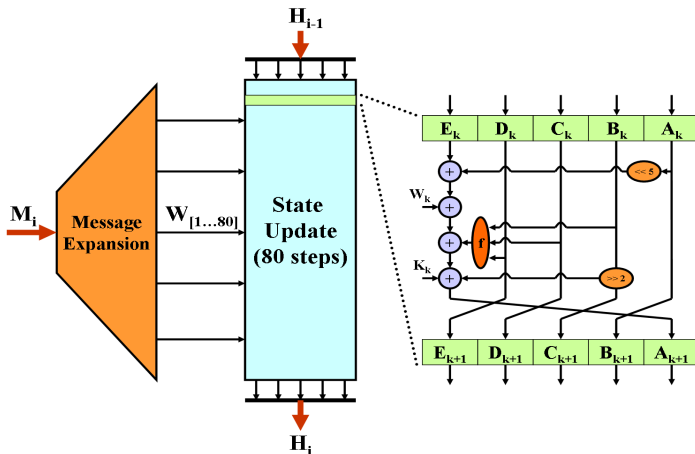 H_{i-1}
M_i
Message
Expansion
W_{[1…80]}
State
Update
(80 steps)
H_i
E_k D_k C_k B_k A_k
+
<< 5
W_k
+
+
f
K_k
+
>> 2
E_{k+1} D_{k+1} C_{k+1} B_{k+1} A_{k+1}